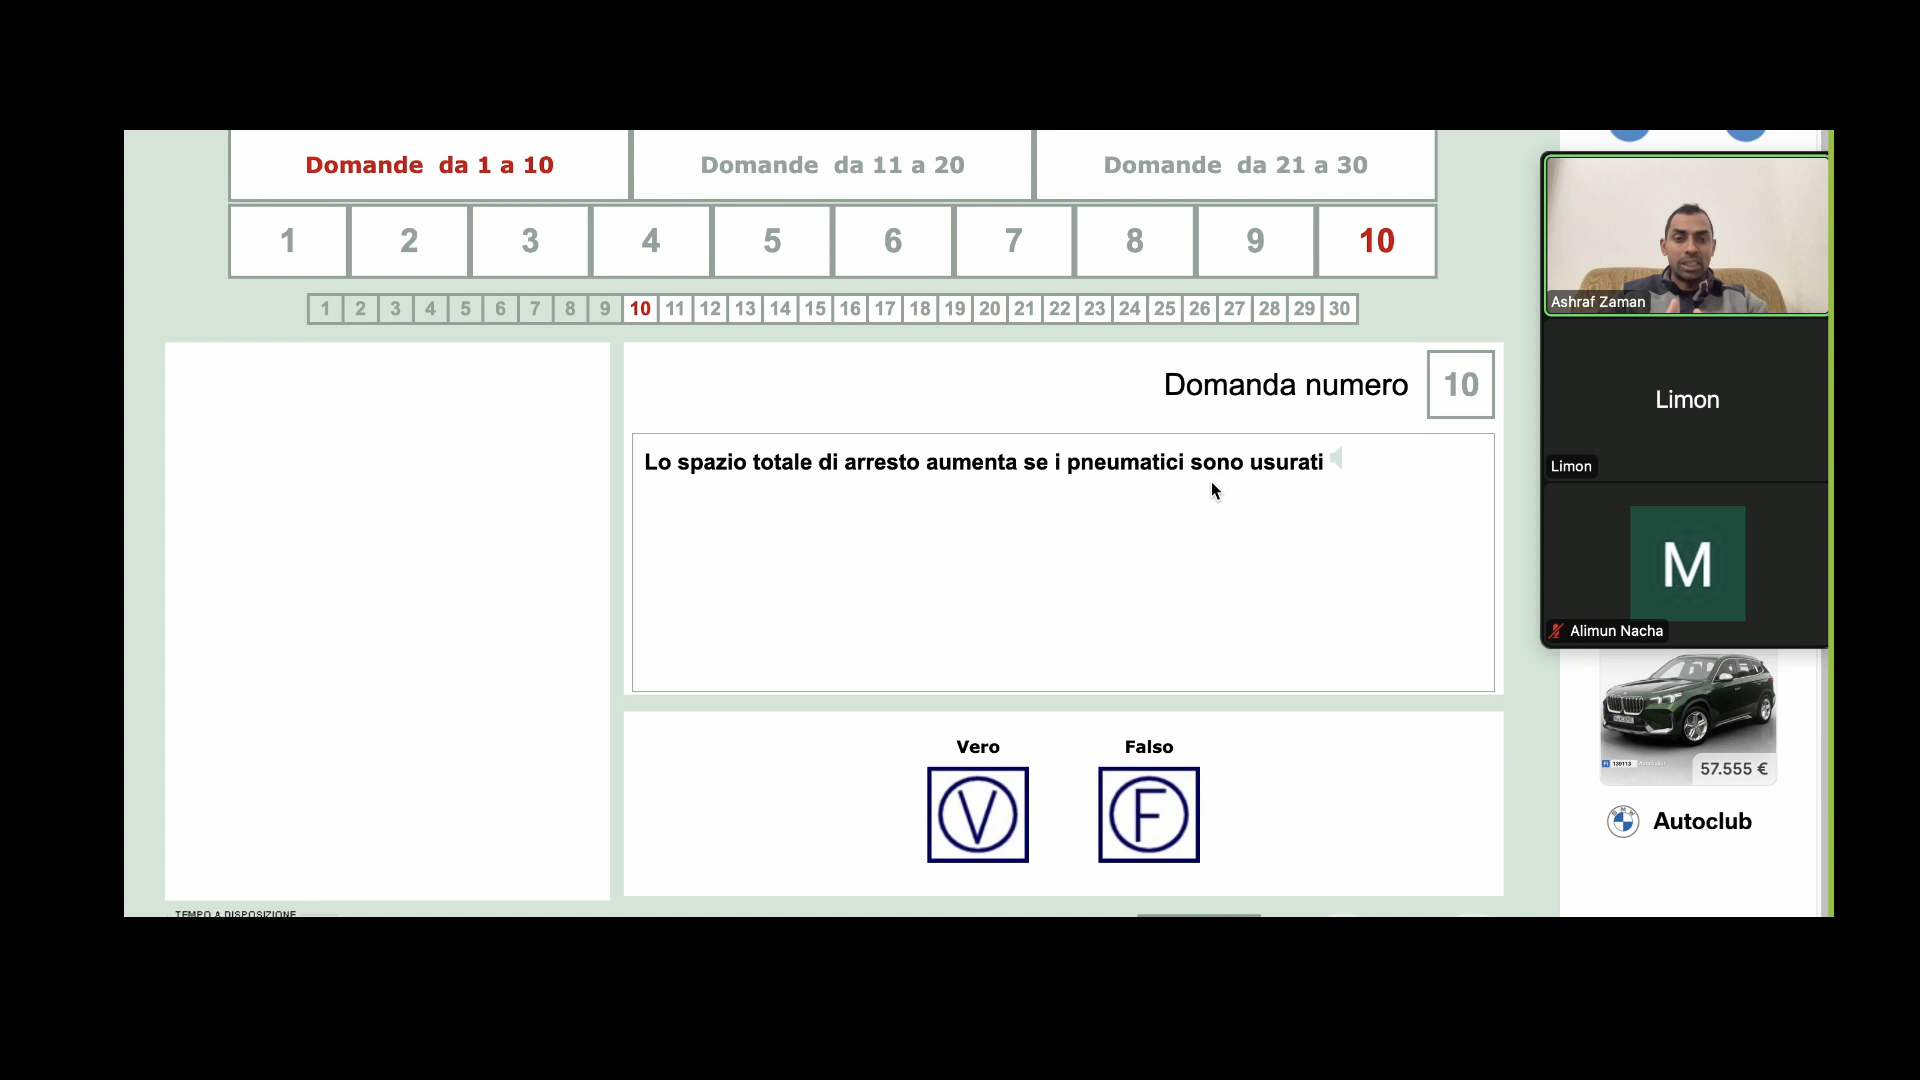 Domande da 1 a 10
Domande da 11 a 20
Domande da 21 a 30
1 2 3 4 5 6 7 8 9 10
1 2 3 4 5 6 7 8 9 10 11 12 13 14 15 16 17 18 19 20 21 22 23 24 25 26 27 28 29 30
Domanda numero 10
Lo spazio totale di arresto aumenta se i pneumatici sono usurati
Vero
Falso
V
F
TEMPO A DISPOSIZIONE
Ashraf Zaman
Limon
Limon
M
Alimun Nacha
57.555 €
BMW
Autoclub